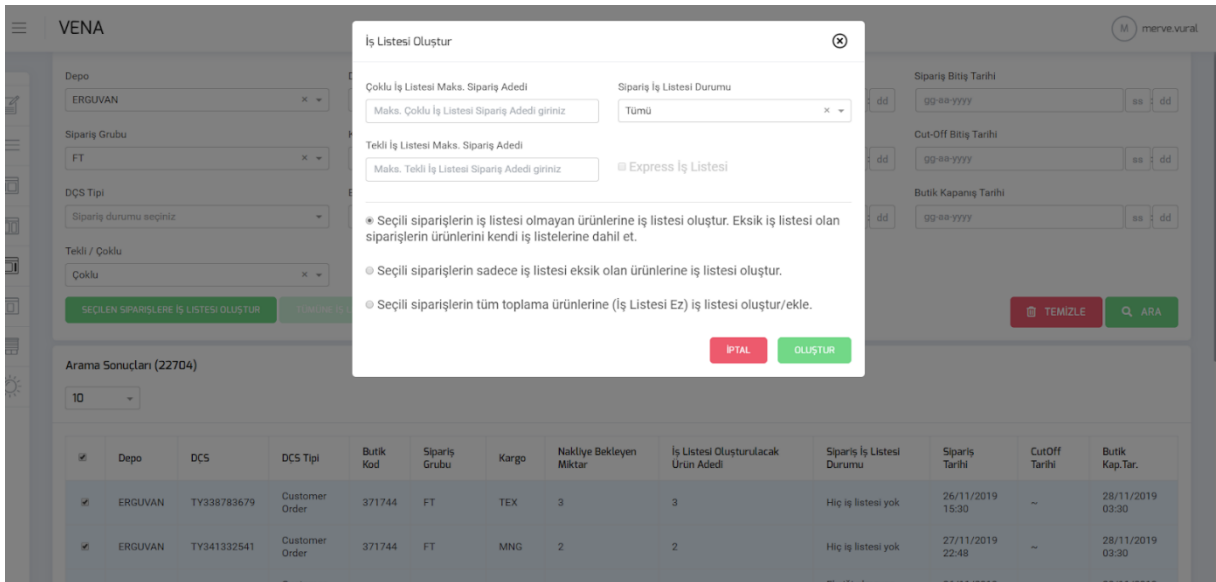 VENA
M merve.vural
İş Listesi Oluştur
Çoklu İş Listesi Maks. Sipariş Adedi
Sipariş İş Listesi Durumu
Maks. Çoklu İş Listesi Sipariş Adedi giriniz
Tümü
Tekli İş Listesi Maks. Sipariş Adedi
Maks. Tekli İş Listesi Sipariş Adedi giriniz
Express İş Listesi
Seçili siparişlerin iş listesi olmayan ürünlerine iş listesi oluştur. Eksik iş listesi olan
siparişlerin ürünlerini kendi iş listelerine dahil et.
Seçili siparişlerin sadece iş listesi eksik olan ürünlerine iş listesi oluştur.
Seçili siparişlerin tüm toplama ürünlerine (İş Listesi Ez) iş listesi oluştur/ekle.
İPTAL
OLUŞTUR
Depo
ERGUVAN
Sipariş Bitiş Tarihi
dd
gg-aa-yyyy
ss : dd
Sipariş Grubu
FT
Cut-Off Bitiş Tarihi
dd
gg-aa-yyyy
ss : dd
DÇS Tipi
Sipariş durumu seçiniz
Butik Kapanış Tarihi
dd
gg-aa-yyyy
ss : dd
Tekli / Çoklu
Çoklu
SEÇİLEN SİPARİŞLERE İŞ LİSTESİ OLUŞTUR
TEMİZLE
ARA
Arama Sonuçları (22704)
10
Depo DÇS DÇS Tipi Butik Kod Sipariş Grubu Kargo Nakliye Bekleyen Miktar İş Listesi Oluşturulacak Ürün Adedi Sipariş İş Listesi Durumu Sipariş Tarihi CutOff Tarihi Butik Kap.Tar.
ERGUVAN TY338783679 Customer Order 371744 FT TEX 3 3 Hiç iş listesi yok 26/11/2019 15:30 ~ 28/11/2019 03:30
ERGUVAN TY341332541 Customer Order 371744 FT MNG 2 2 Hiç iş listesi yok 27/11/2019 22:48 ~ 28/11/2019 03:30